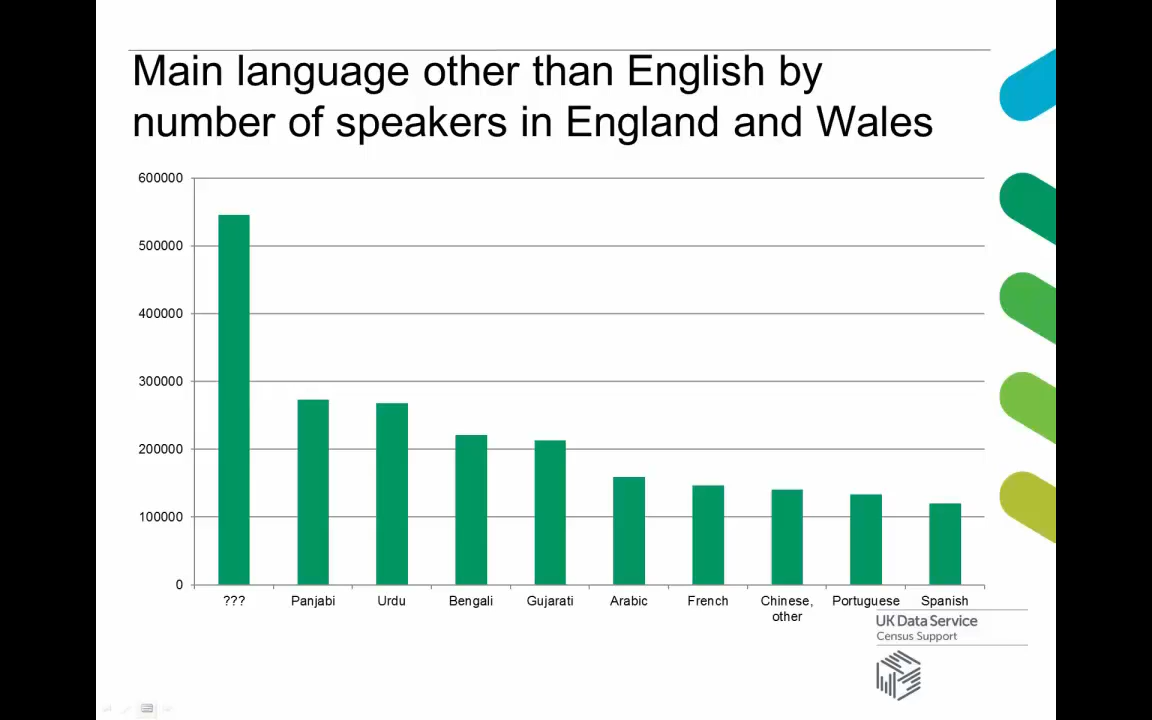 Main language other than English by
number of speakers in England and Wales
600000
500000
400000
300000
200000
100000
0
??? Panjabi Urdu Bengali Gujarati Arabic French Chinese, Portuguese Spanish
other
UK Data Service
Census Support